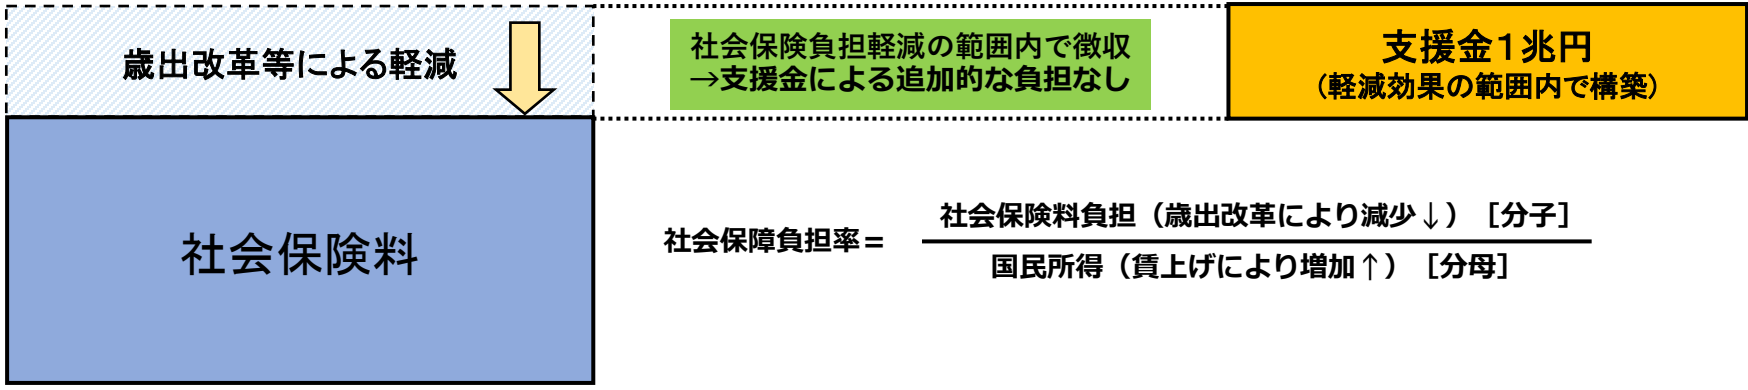 歳出改革等による軽減
社会保険負担軽減の範囲内で徴収
→支援金による追加的な負担なし
支援金1兆円
(軽減効果の範囲内で構築)
社会保険料
社会保障負担率=
社会保険料負担(歳出改革により減少↓)[分子]
国民所得(賃上げにより増加↑)[分母]